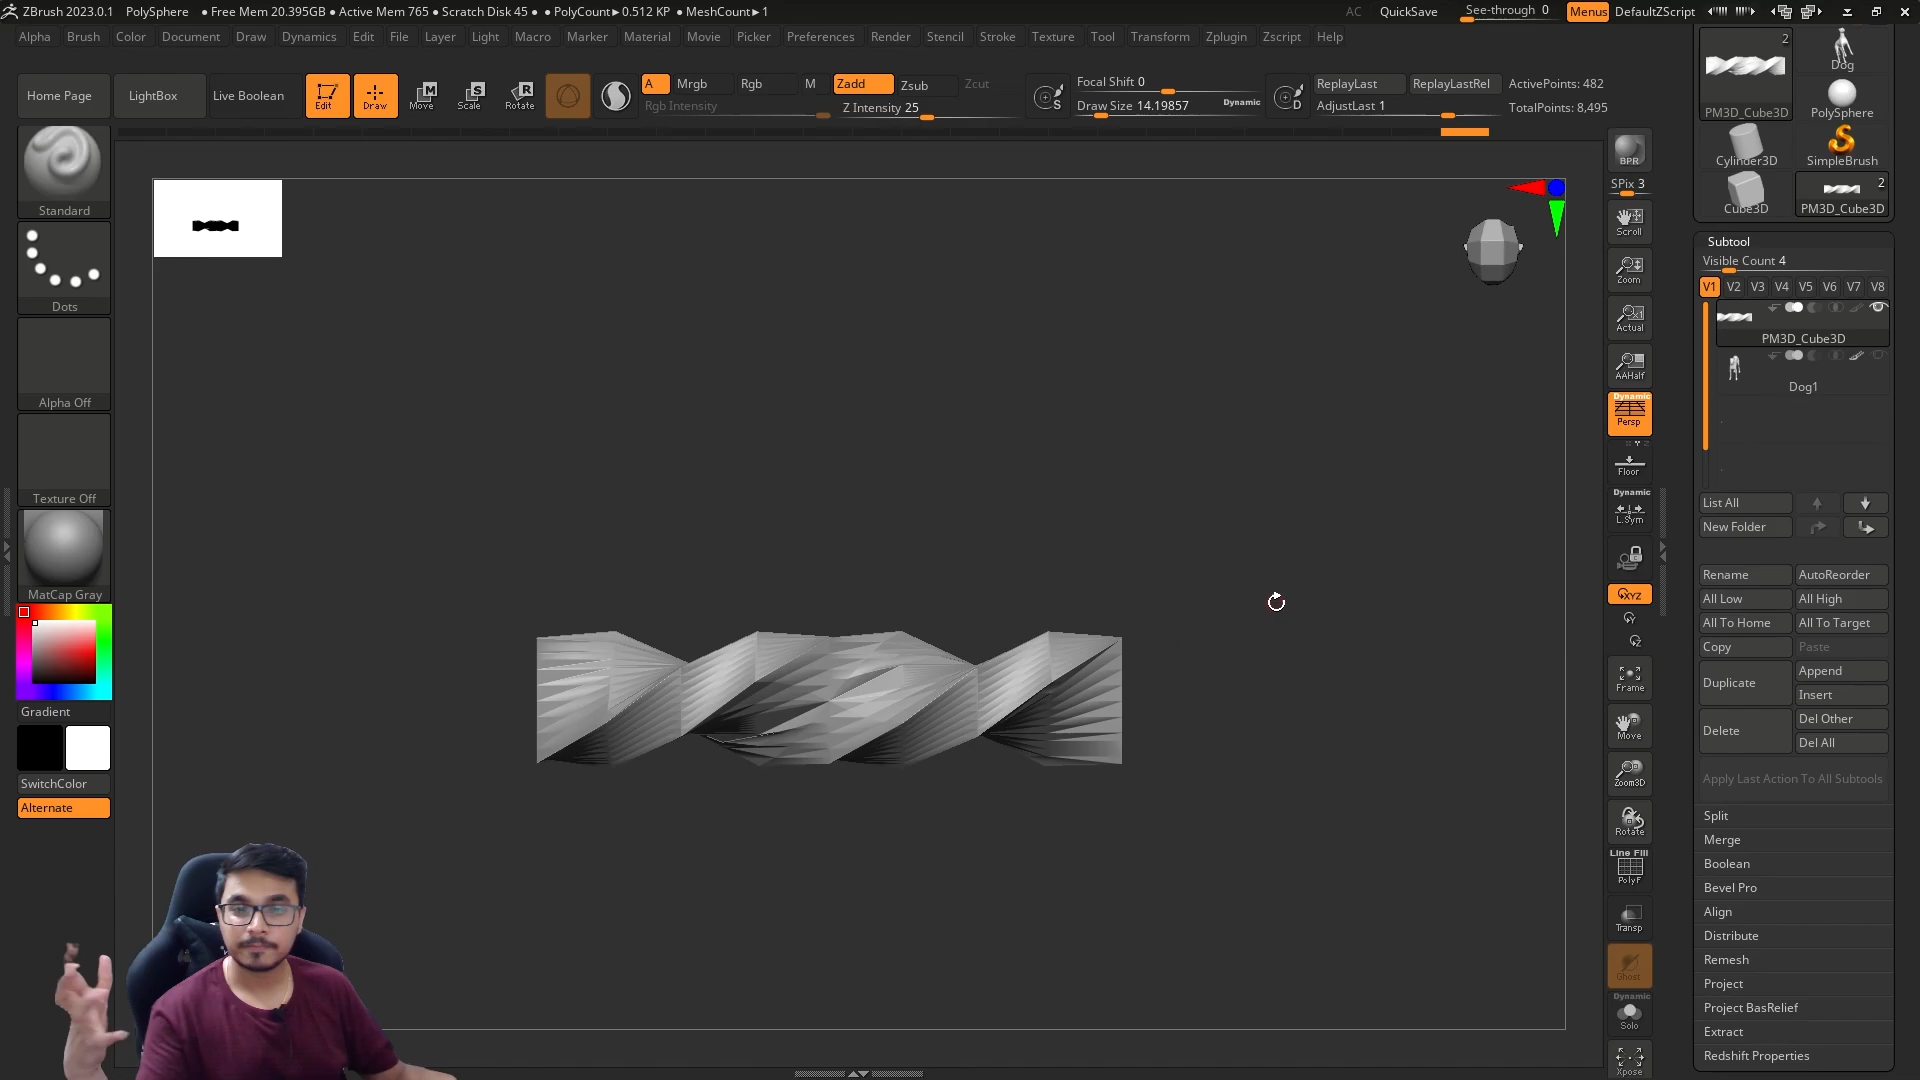 ZBrush 2023.0.1 PolySphere • Free Mem 20.395GB • Active Mem 765 • Scratch Disk 45 • • PolyCount▸0.512 KP • MeshCount▸1 AC QuickSave See-through 0 Menus DefaultZScript
Alpha Brush Color Document Draw Dynamics Edit File Layer Light Macro Marker Material Movie Picker Preferences Render Stencil Stroke Texture Tool Transform Zplugin Zscript Help
Home Page LightBox Live Boolean Edit Draw Move Scale Rotate A Mrgb Rgb M Zadd Zsub Zcut Focal Shift 0 ReplayLast ReplayLastRel ActivePoints: 482
Rgb Intensity Z Intensity 25 S Draw Size 14.19857 Dynamic D AdjustLast 1 TotalPoints: 8,495
Standard
Dots
Alpha Off
Texture Off
MatCap Gray
Gradient
SwitchColor
Alternate
BPR
SPix 3
Scroll
Zoom
Actual
AAHalf
Dynamic
Persp
Floor
Dynamic
L.Sym
XYZ
Y
Z
Frame
Move
Zoom3D
Rotate
Line Fill
PolyF
Transp
Ghost
Dynamic
Solo
Xpose
2
PM3D_Cube3D
Dog
PolySphere
Cylinder3D SimpleBrush
2
Cube3D PM3D_Cube3D
Subtool
Visible Count 4
V1 V2 V3 V4 V5 V6 V7 V8
PM3D_Cube3D
Dog1
List All
New Folder
Rename AutoReorder
All Low All High
All To Home All To Target
Copy Paste
Duplicate Append
Insert
Delete Del Other
Del All
Apply Last Action To All Subtools
Split
Merge
Boolean
Bevel Pro
Align
Distribute
Remesh
Project
Project BasRelief
Extract
Redshift Properties